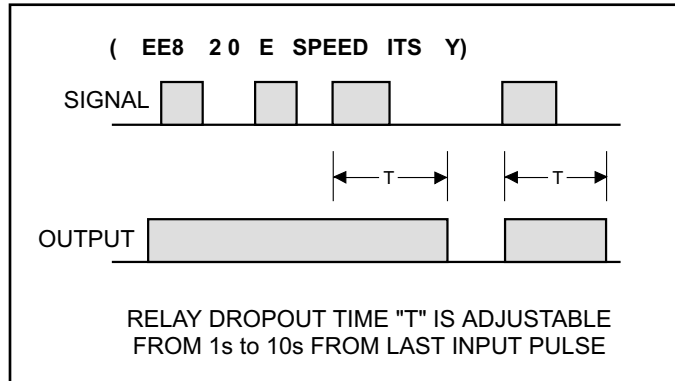 ( EE8 2 0 E SPEED ITS Y)
SIGNAL
T T
OUTPUT
RELAY DROPOUT TIME "T" IS ADJUSTABLE
FROM 1s to 10s FROM LAST INPUT PULSE